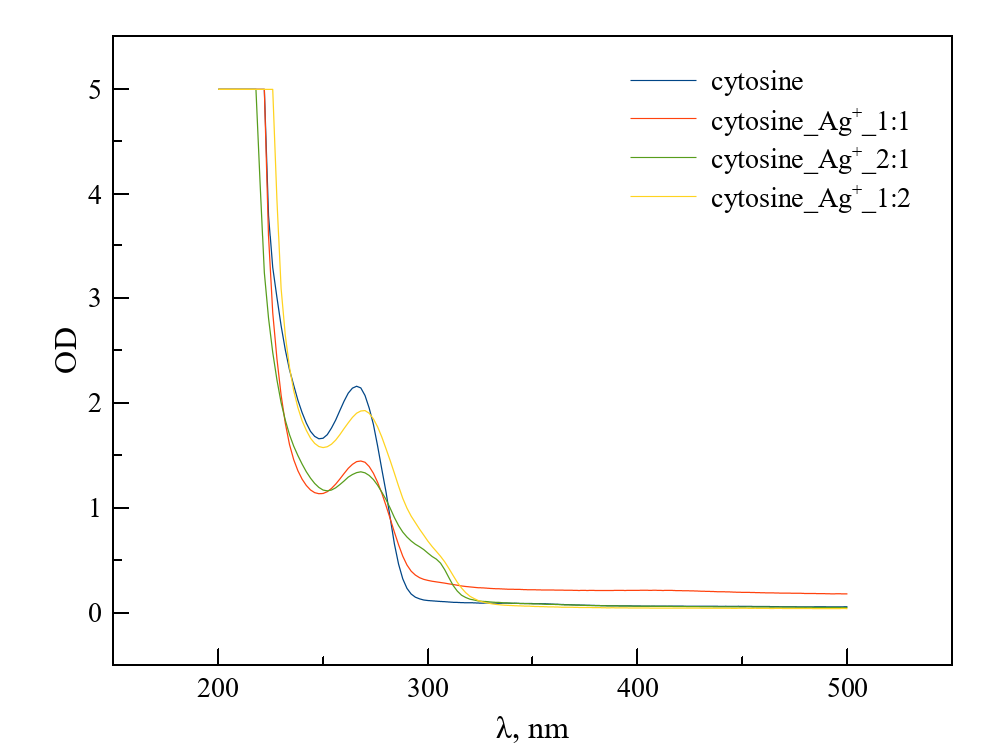 cytosine
cytosine_Ag⁺_1:1
cytosine_Ag⁺_2:1
cytosine_Ag⁺_1:2
5
4
3
2
1
0
OD
200 300 400 500
λ, nm